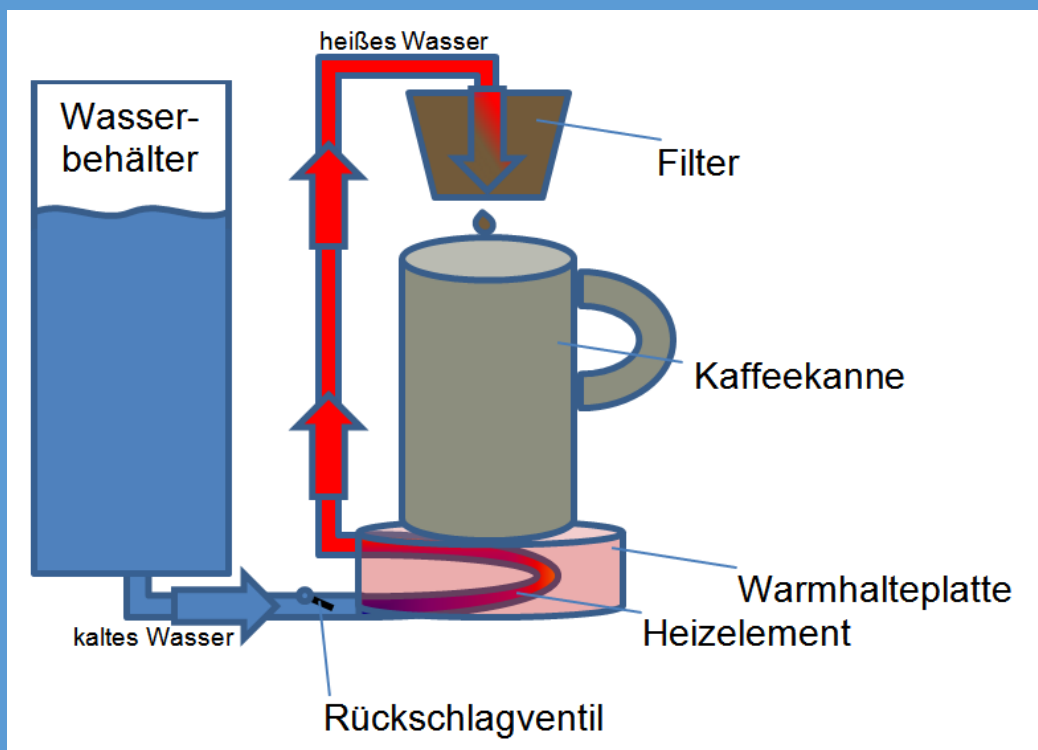 heißes Wasser
Wasser-
behälter
Filter
Kaffeekanne
Warmhalteplatte
Heizelement
kaltes Wasser
Rückschlagventil